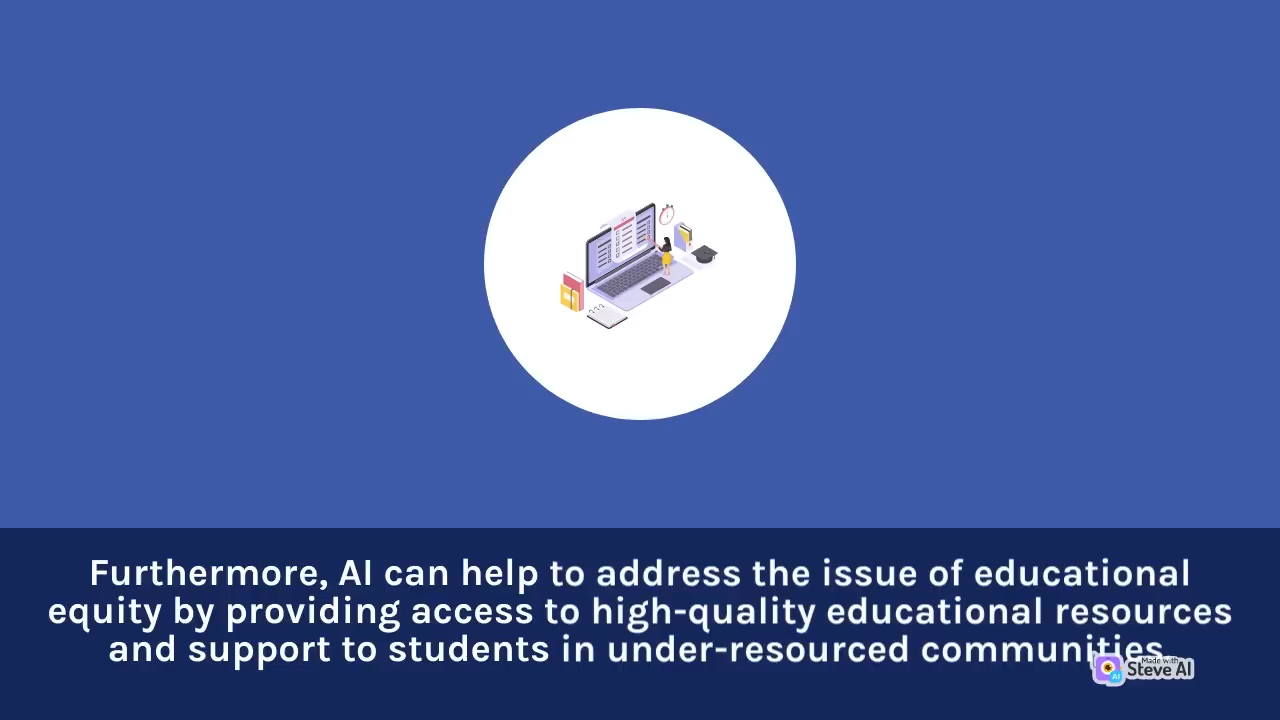 Furthermore, AI can help to address the issue of educational
equity by providing access to high-quality educational resources
and support to students in under-resourced communities
Made with
Steve AI
AI